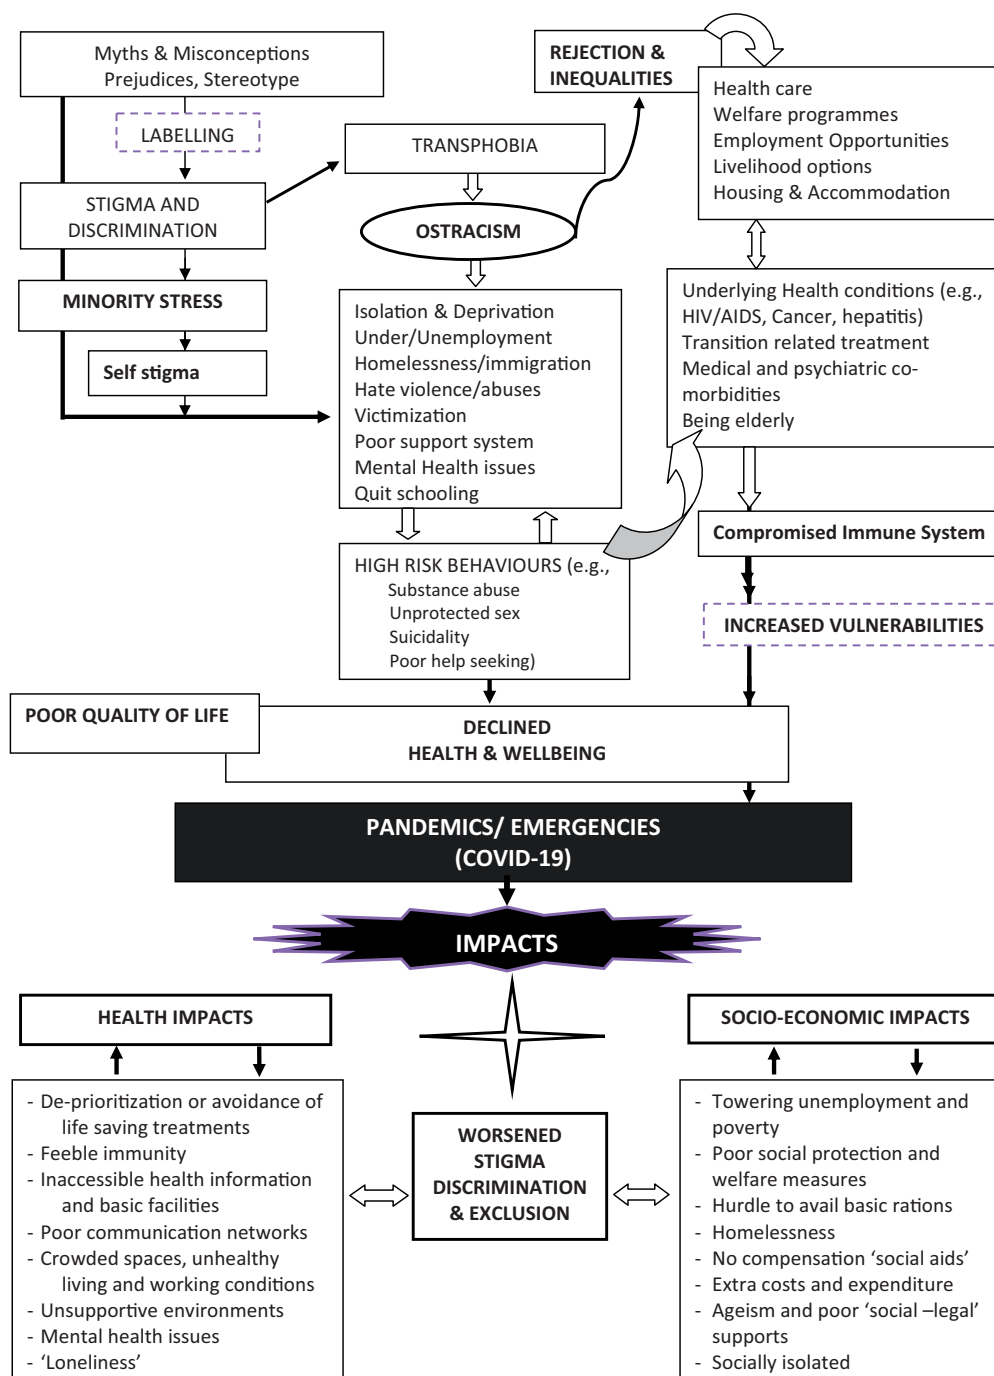 Myths & Misconceptions
Prejudices, Stereotype
LABELLING
STIGMA AND
DISCRIMINATION
MINORITY STRESS
Self stigma
TRANSPHOBIA
OSTRACISM
REJECTION &
INEQUALITIES
Health care
Welfare programmes
Employment Opportunities
Livelihood options
Housing & Accommodation
Isolation & Deprivation
Under/Unemployment
Homelessness/immigration
Hate violence/abuses
Victimization
Poor support system
Mental Health issues
Quit schooling
Underlying Health conditions (e.g.,
HIV/AIDS, Cancer, hepatitis)
Transition related treatment
Medical and psychiatric co-
morbidities
Being elderly
HIGH RISK BEHAVIOURS (e.g.,
Substance abuse
Unprotected sex
Suicidality
Poor help seeking)
Compromised Immune System
INCREASED VULNERABILITIES
POOR QUALITY OF LIFE
DECLINED
HEALTH & WELLBEING
PANDEMICS/ EMERGENCIES
(COVID-19)
IMPACTS
HEALTH IMPACTS
- De-prioritization or avoidance of
life saving treatments
- Feeble immunity
- Inaccessible health information
and basic facilities
- Poor communication networks
- Crowded spaces, unhealthy
living and working conditions
- Unsupportive environments
- Mental health issues
- ‘Loneliness’
WORSENED
STIGMA
DISCRIMINATION
& EXCLUSION
SOCIO-ECONOMIC IMPACTS
- Towering unemployment and
poverty
- Poor social protection and
welfare measures
- Hurdle to avail basic rations
- Homelessness
- No compensation ‘social aids’
- Extra costs and expenditure
- Ageism and poor ‘social –legal’
supports
- Socially isolated